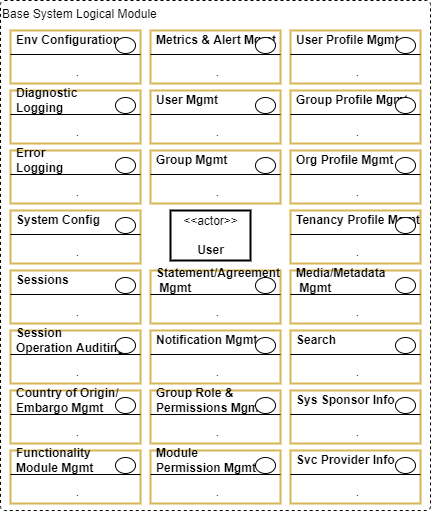 Base System Logical Module
Env Configuration
Metrics & Alert Mgmt
User Profile Mgmt
Diagnostic
Logging
User Mgmt
Group Profile Mgmt
Error
Logging
Group Mgmt
Org Profile Mgmt
System Config
<<actor>>
User
Tenancy Profile Mgmt
Sessions
Statement/Agreement
Mgmt
Media/Metadata
Mgmt
Session
Operation Auditing
Notification Mgmt
Search
Country of Origin/
Embargo Mgmt
Group Role &
Permissions Mgmt
Sys Sponsor Info
Functionality
Module Mgmt
Module
Permission Mgmt
Svc Provider Info